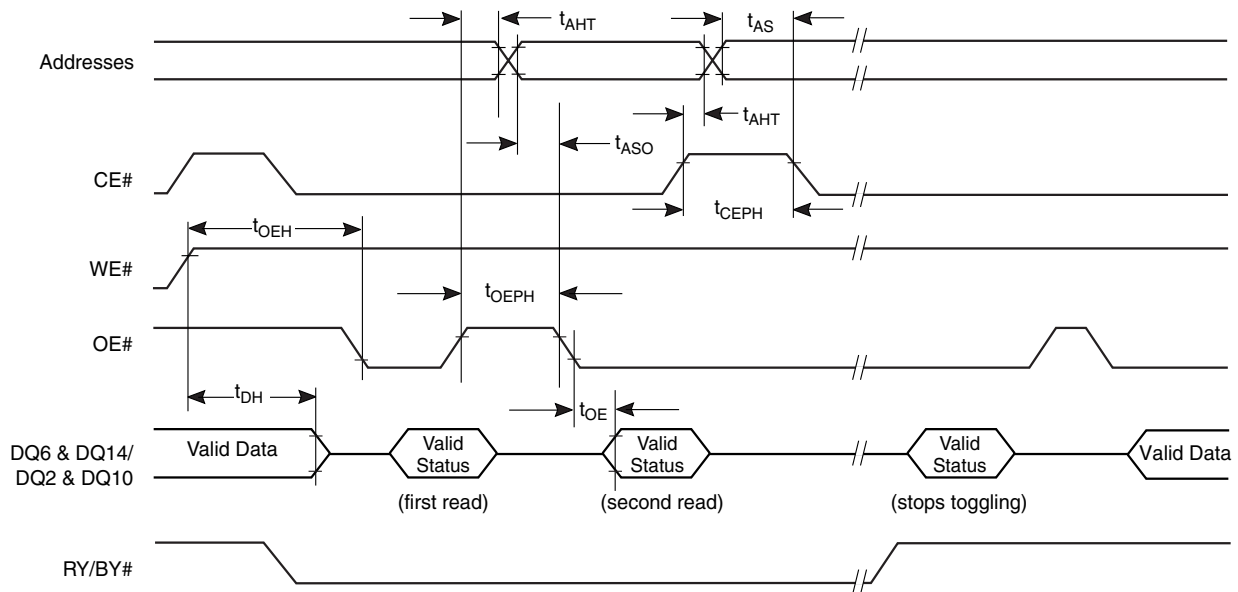 tAHT
tAS
Addresses
tAHT
tASO
CE#
tCEPH
tOEH
WE#
tOEPH
OE#
tDH
tOE
DQ6 & DQ14/
DQ2 & DQ10
Valid Data
Valid
Status
Valid
Status
Valid
Status
Valid Data
(first read)
(second read)
(stops toggling)
RY/BY#